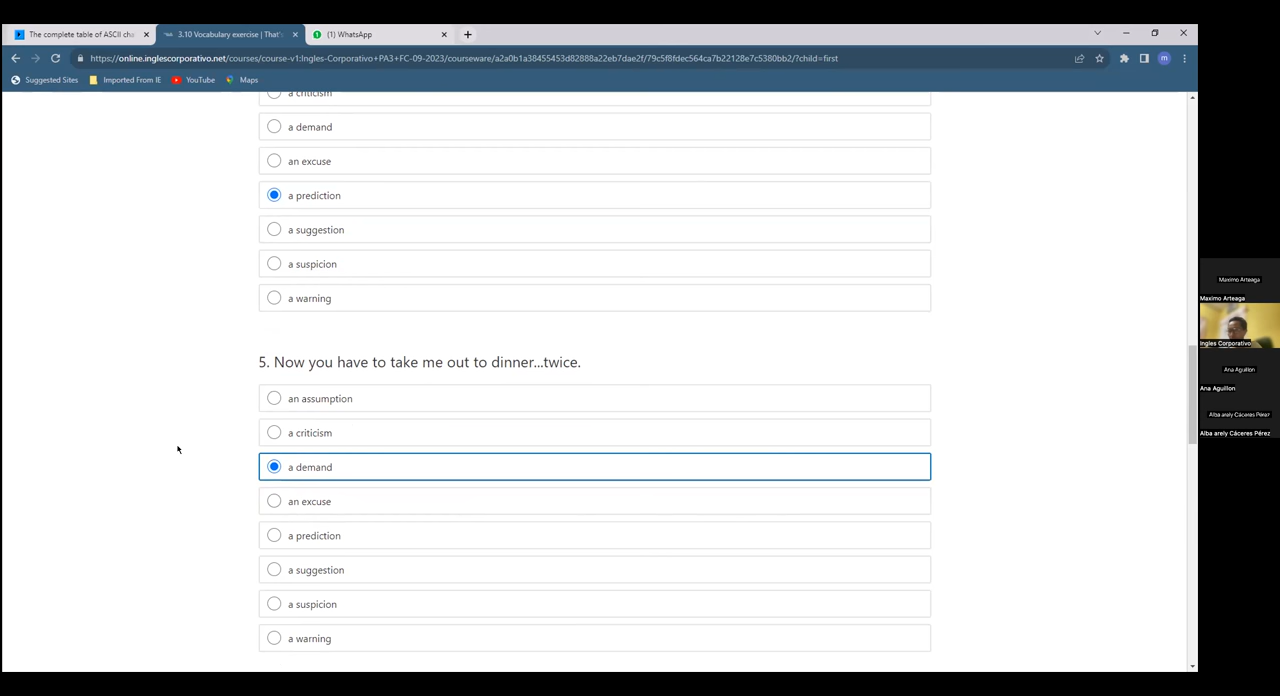 The complete table of ASCII cha
3.10 Vocabulary exercise | That'
(1) WhatsApp
https://online.inglescorporativo.net/courses/course-v1:Ingles-Corporativo+PA3+FC-09-2023/courseware/a2a0b1a38455453d82888a22eb7dae2f/79c5f8fdec564ca7b22128e7c5380bb2/?child=first
m
Suggested Sites
Imported From IE
YouTube
Maps
a criticism
a demand
an excuse
a prediction
a suggestion
a suspicion
a warning
5. Now you have to take me out to dinner...twice.
an assumption
a criticism
a demand
an excuse
a prediction
a suggestion
a suspicion
a warning
Maximo Arteaga
Maximo Arteaga
Ingles Corporativo
Ana Aguillon
Ana Aguillon
Alba arely Cáceres Pérez
Alba arely Cáceres Pérez